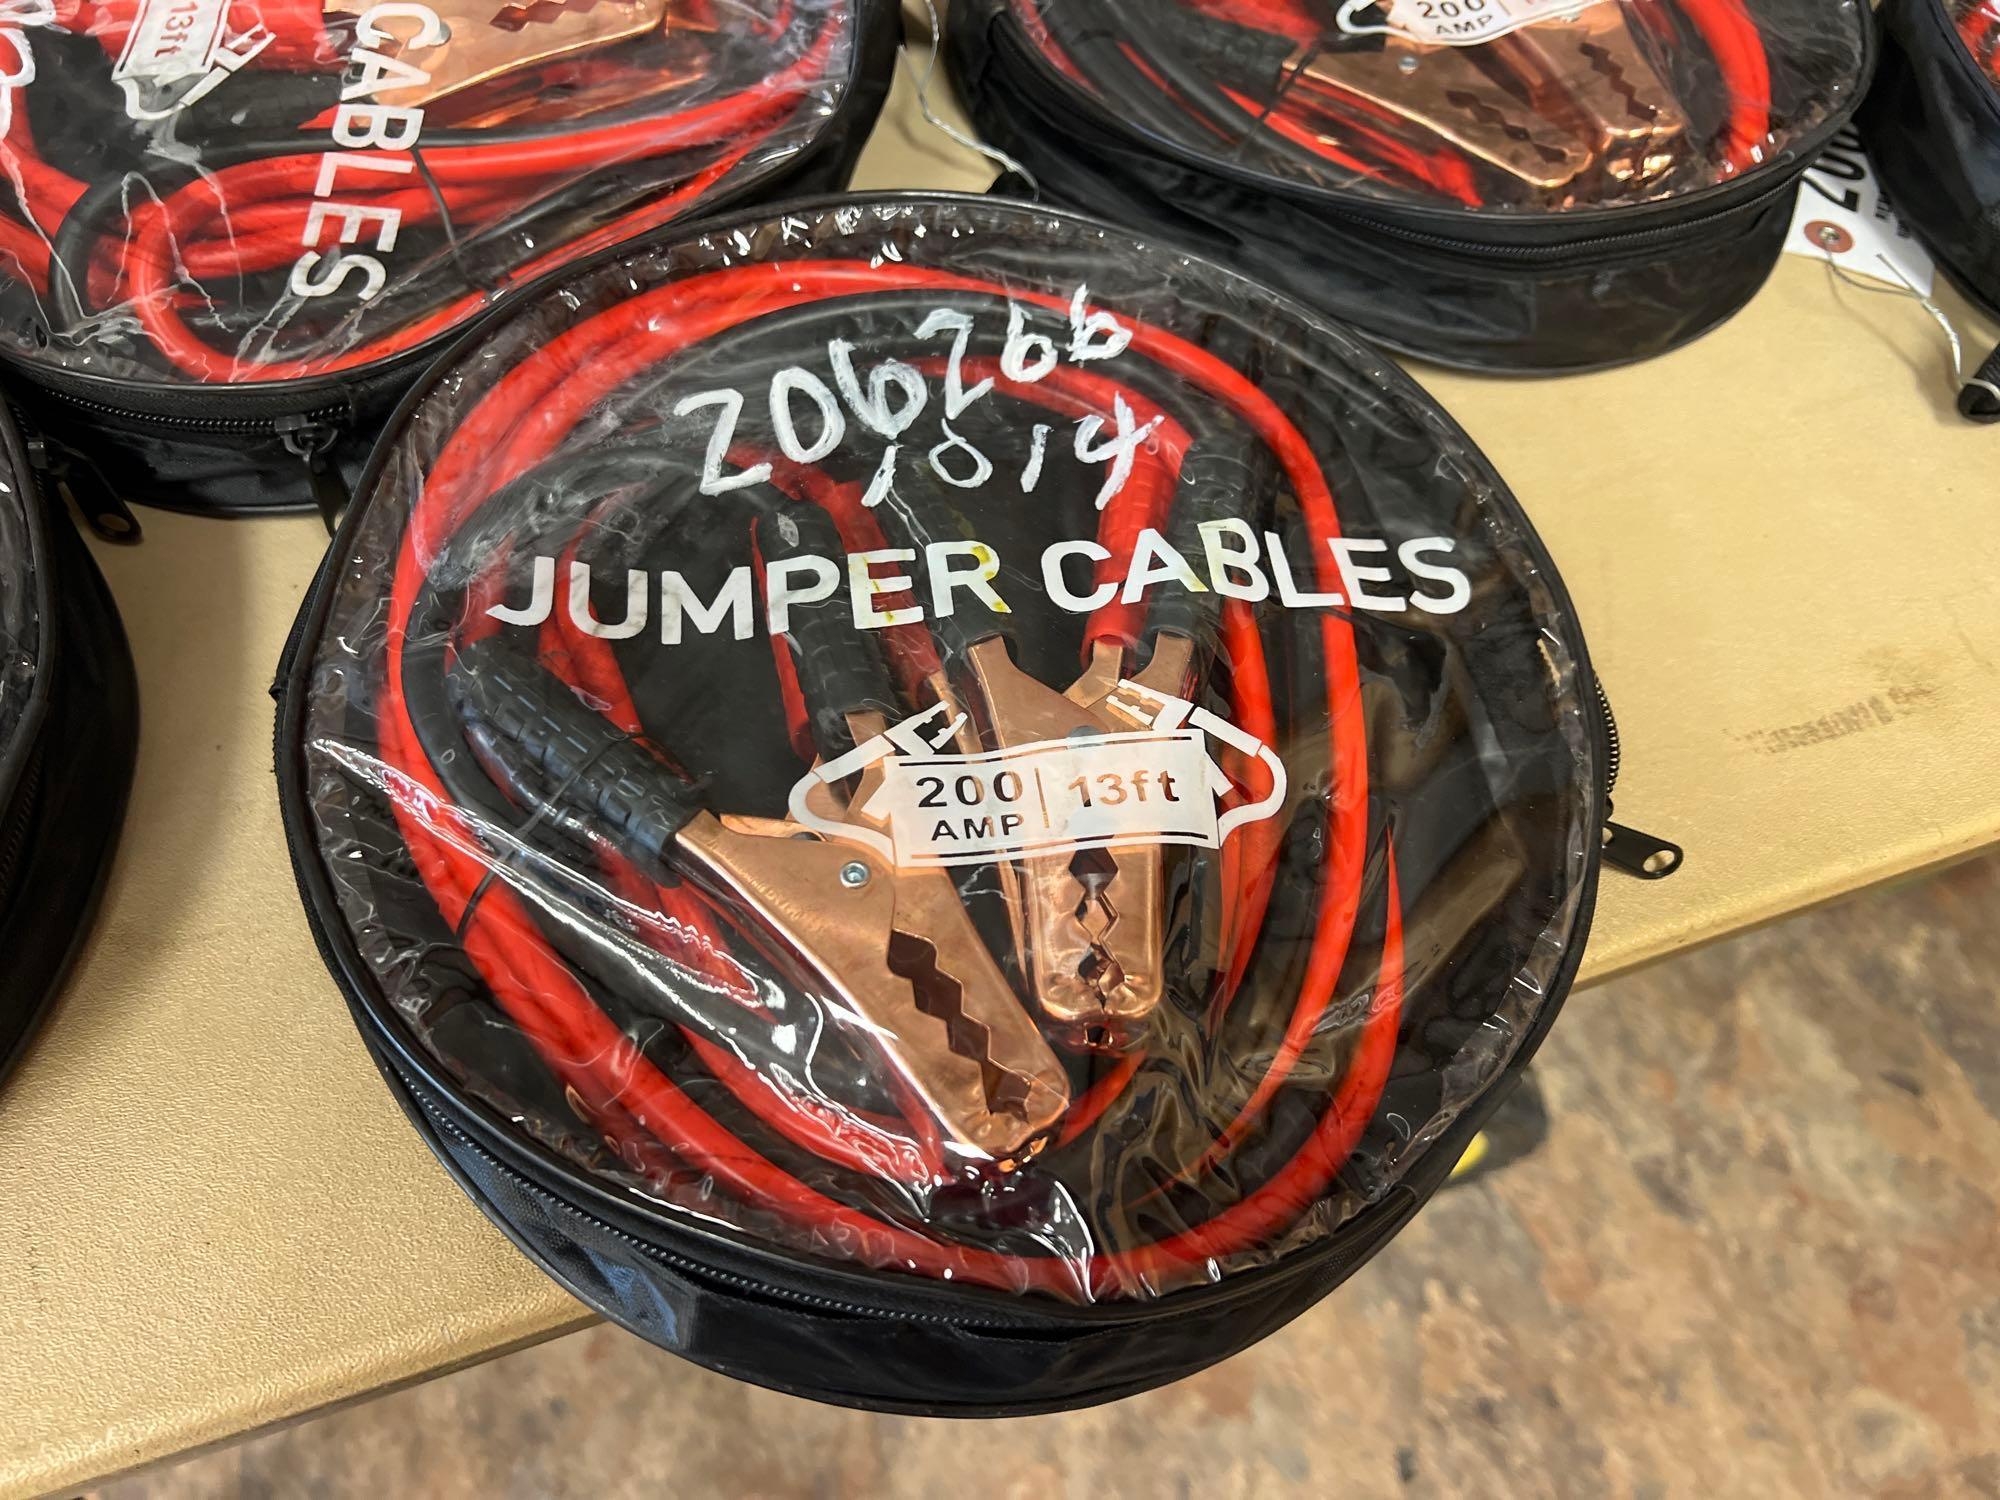 13ft
CABLES
200
AMP
206266
1014
JUMPER CABLES
200 | 13ft
AMP